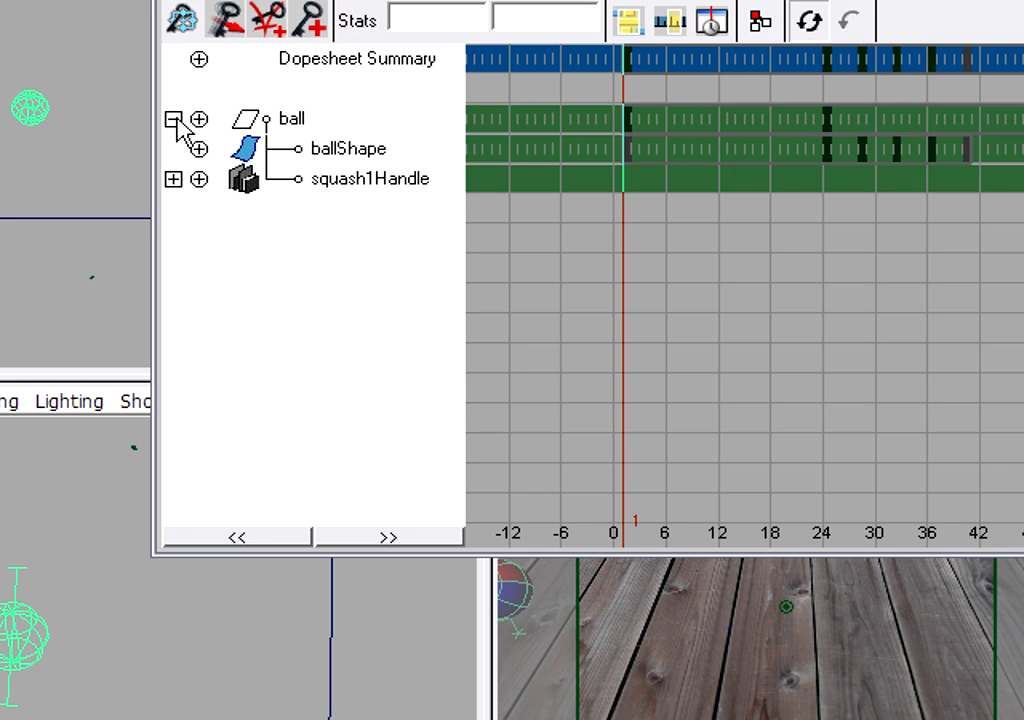 Stats
Dopesheet Summary
ball
ballShape
squash1Handle
ng Lighting Sho
<< >>
1
-12 -6 0 6 12 18 24 30 36 42